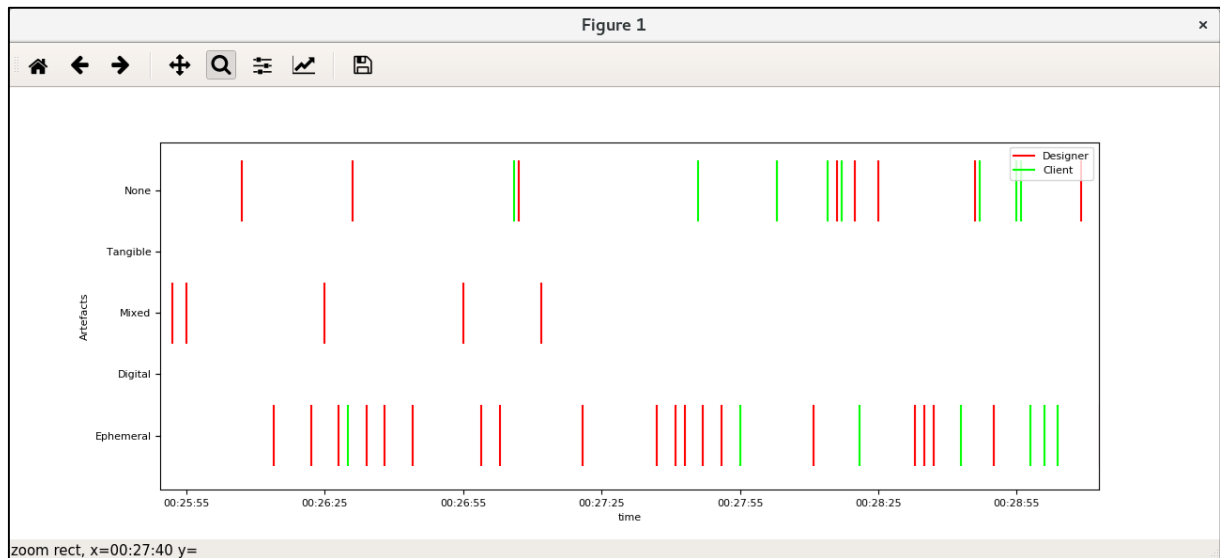 Figure 1
×
Designer
Client
None
Tangible
Mixed
Digital
Ephemeral
Artefacts
00:25:55 00:26:25 00:26:55 00:27:25 00:27:55 00:28:25 00:28:55
time
zoom rect, x=00:27:40 y=